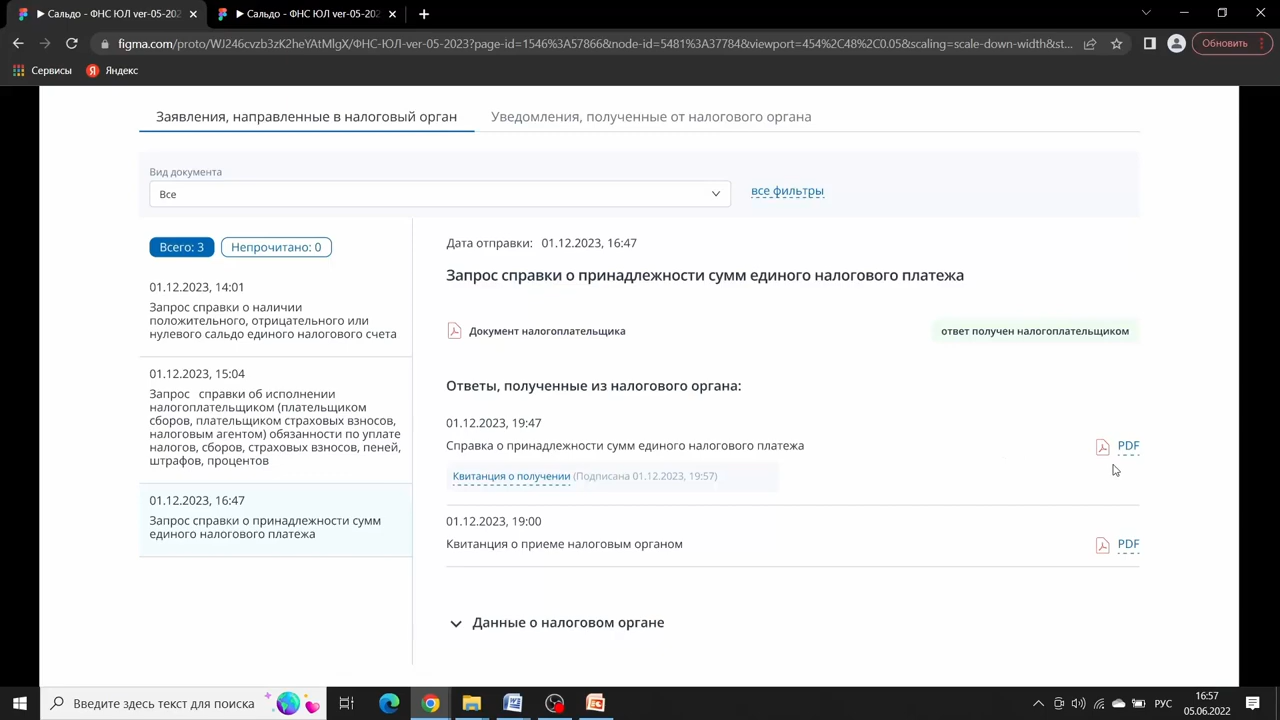 ▶ Сальдо - ФНС ЮЛ ver-05-202
▶ Сальдо - ФНС ЮЛ ver-05-202
figma.com/proto/WJ246cvzb3zK2heYAtMlgX/ФНС-ЮЛ-ver-05-2023?page-id=1546%3A57866&node-id=5481%3A37784&viewport=454%2C48%2C0.05&scaling=scale-down-width&st...
Обновить
Сервисы
Яндекс
Заявления, направленные в налоговый орган
Уведомления, полученные от налогового органа
Вид документа
Все
все фильтры
Всего: 3
Непрочитано: 0
01.12.2023, 14:01
Запрос справки о наличии
положительного, отрицательного или
нулевого сальдо единого налогового счета
01.12.2023, 15:04
Запрос справки об исполнении
налогоплательщиком (плательщиком
сборов, плательщиком страховых взносов,
налоговым агентом) обязанности по уплате
налогов, сборов, страховых взносов, пеней,
штрафов, процентов
01.12.2023, 16:47
Запрос справки о принадлежности сумм
единого налогового платежа
Дата отправки: 01.12.2023, 16:47
Запрос справки о принадлежности сумм единого налогового платежа
Документ налогоплательщика
ответ получен налогоплательщиком
Ответы, полученные из налогового органа:
01.12.2023, 19:47
Справка о принадлежности сумм единого налогового платежа
PDF
Квитанция о получении (Подписана 01.12.2023, 19:57)
01.12.2023, 19:00
Квитанция о приеме налоговым органом
PDF
Данные о налоговом органе
Введите здесь текст для поиска
РУС
16:57
05.06.2022